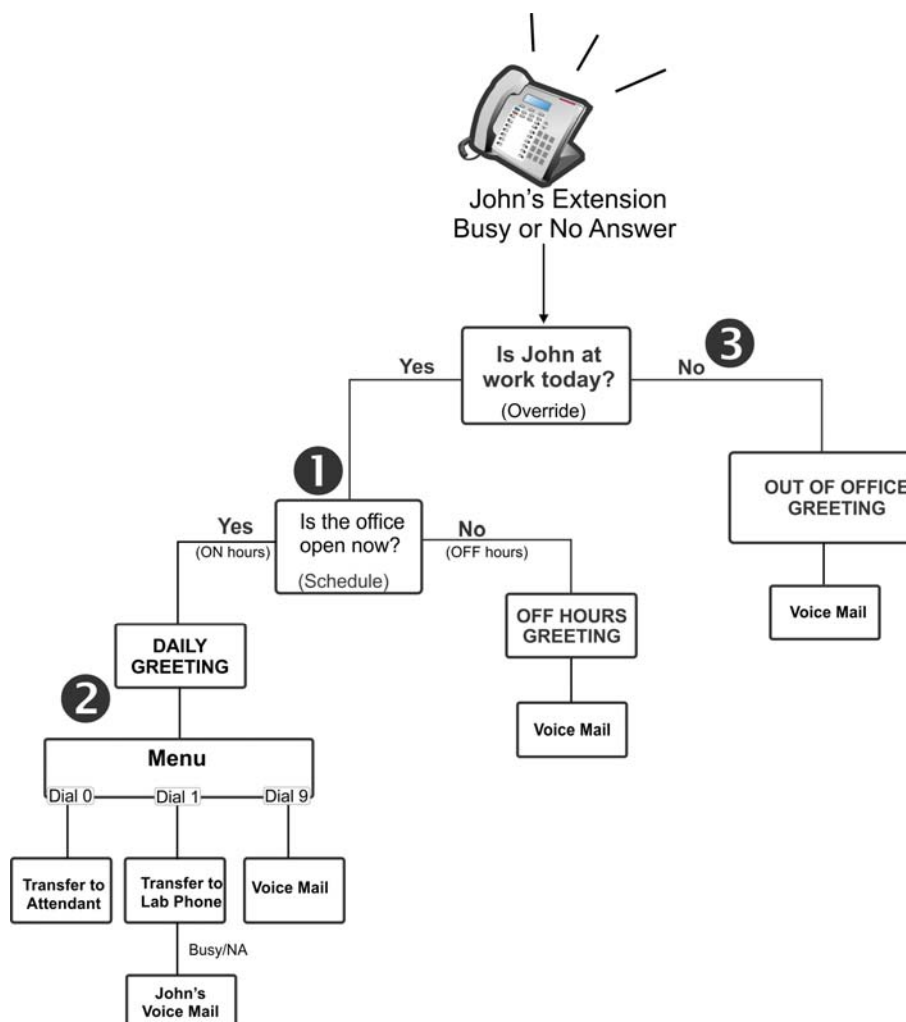 John's Extension
Busy or No Answer
Is John at
work today?
(Override)
Yes
No
3
1
Is the office
open now?
(Schedule)
Yes
(ON hours)
No
(OFF hours)
OUT OF OFFICE
GREETING
Voice Mail
OFF HOURS
GREETING
Voice Mail
DAILY
GREETING
2
Menu
Dial 0
Dial 1
Dial 9
Transfer to
Attendant
Transfer to
Lab Phone
Voice Mail
Busy/NA
John's
Voice Mail